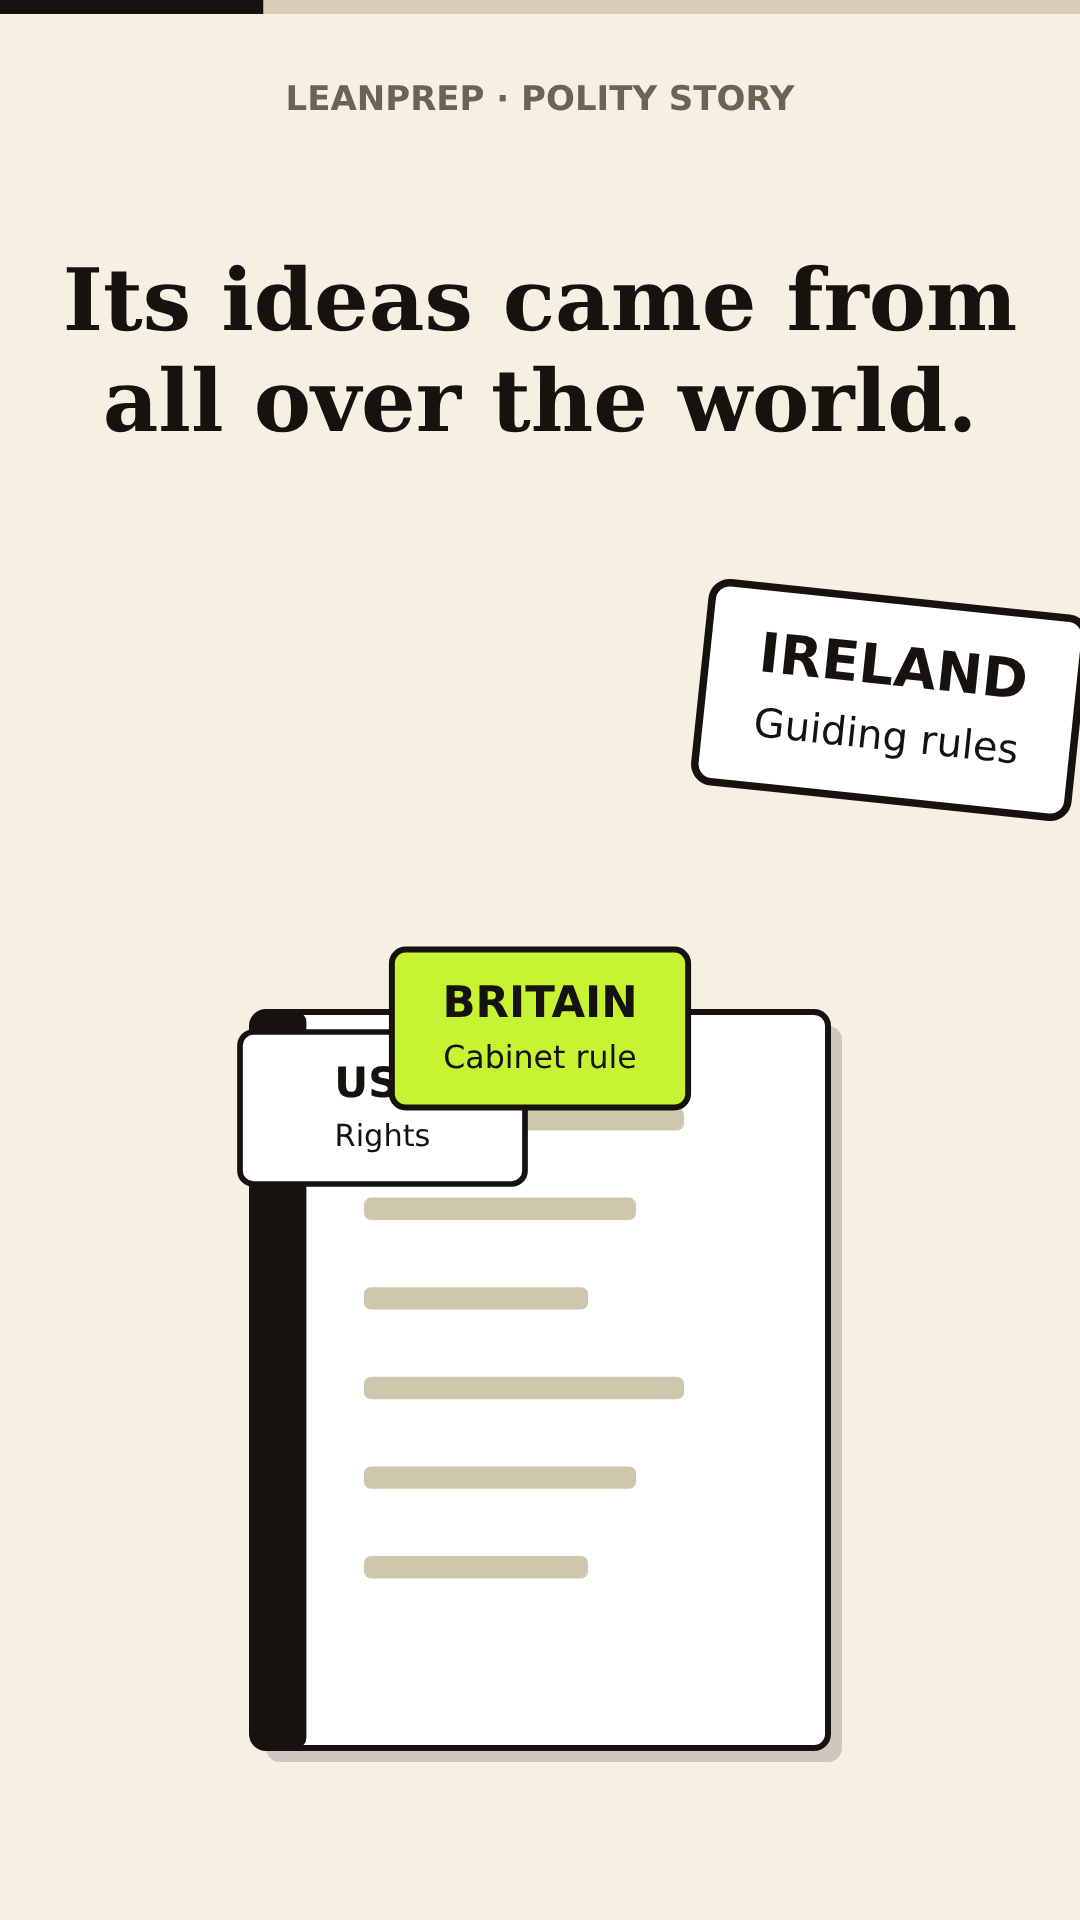 LEANPREP · POLITY STORY
Its ideas came from
all over the world.
IRELAND
Guiding rules
BRITAIN
Cabinet rule
US
Rights